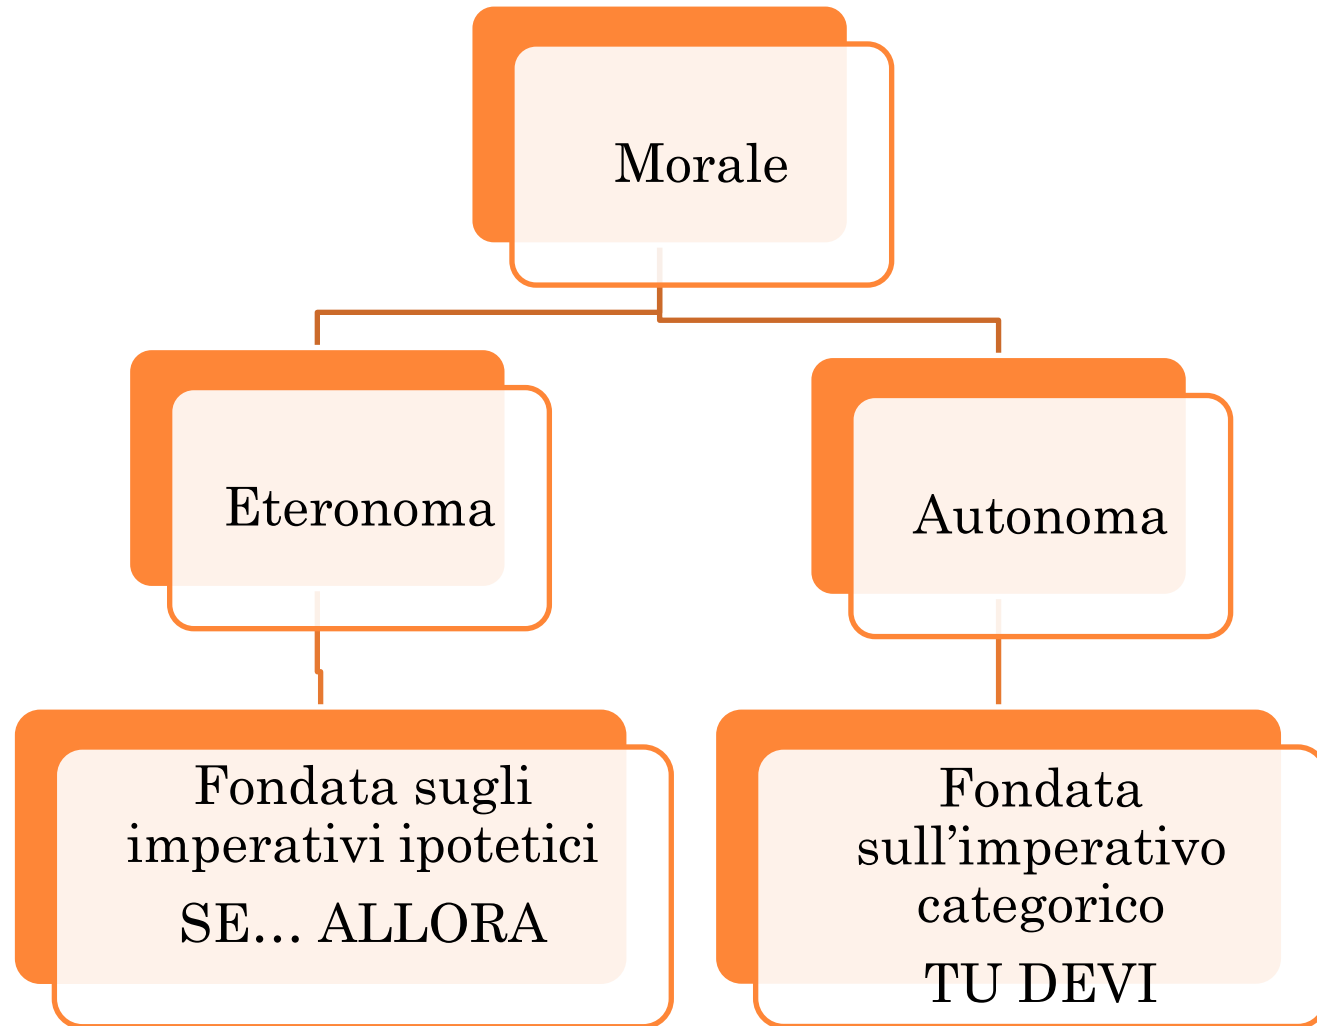 Morale
Eteronoma
Autonoma
Fondata sugli
imperativi ipotetici
SE... ALLORA
Fondata
sull’imperativo
categorico
TU DEVI